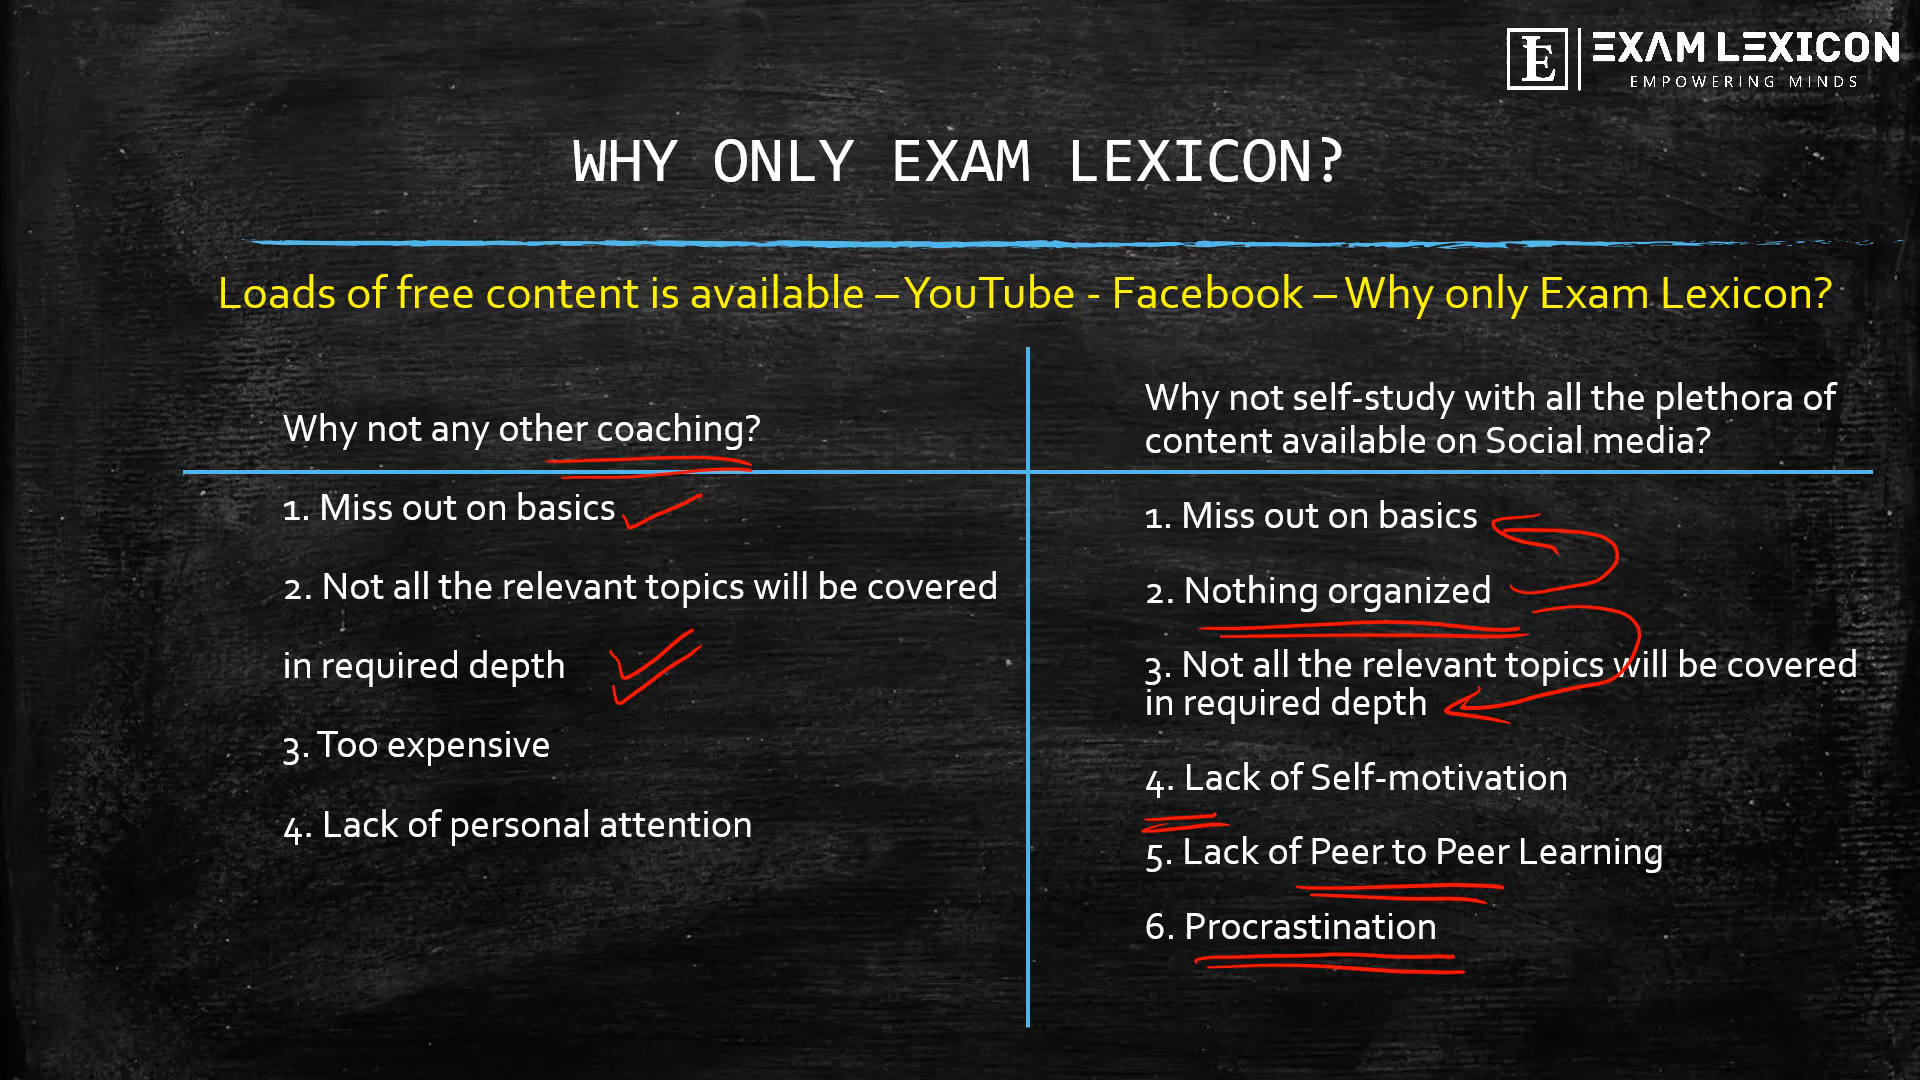 EXAM LEXICON
EMPOWERING MINDS
WHY ONLY EXAM LEXICON?
Loads of free content is available – YouTube - Facebook – Why only Exam Lexicon?
Why not any other coaching?
1. Miss out on basics
2. Not all the relevant topics will be covered
in required depth
3. Too expensive
4. Lack of personal attention
Why not self-study with all the plethora of
content available on Social media?
1. Miss out on basics
2. Nothing organized
3. Not all the relevant topics will be covered
in required depth
4. Lack of Self-motivation
5. Lack of Peer to Peer Learning
6. Procrastination